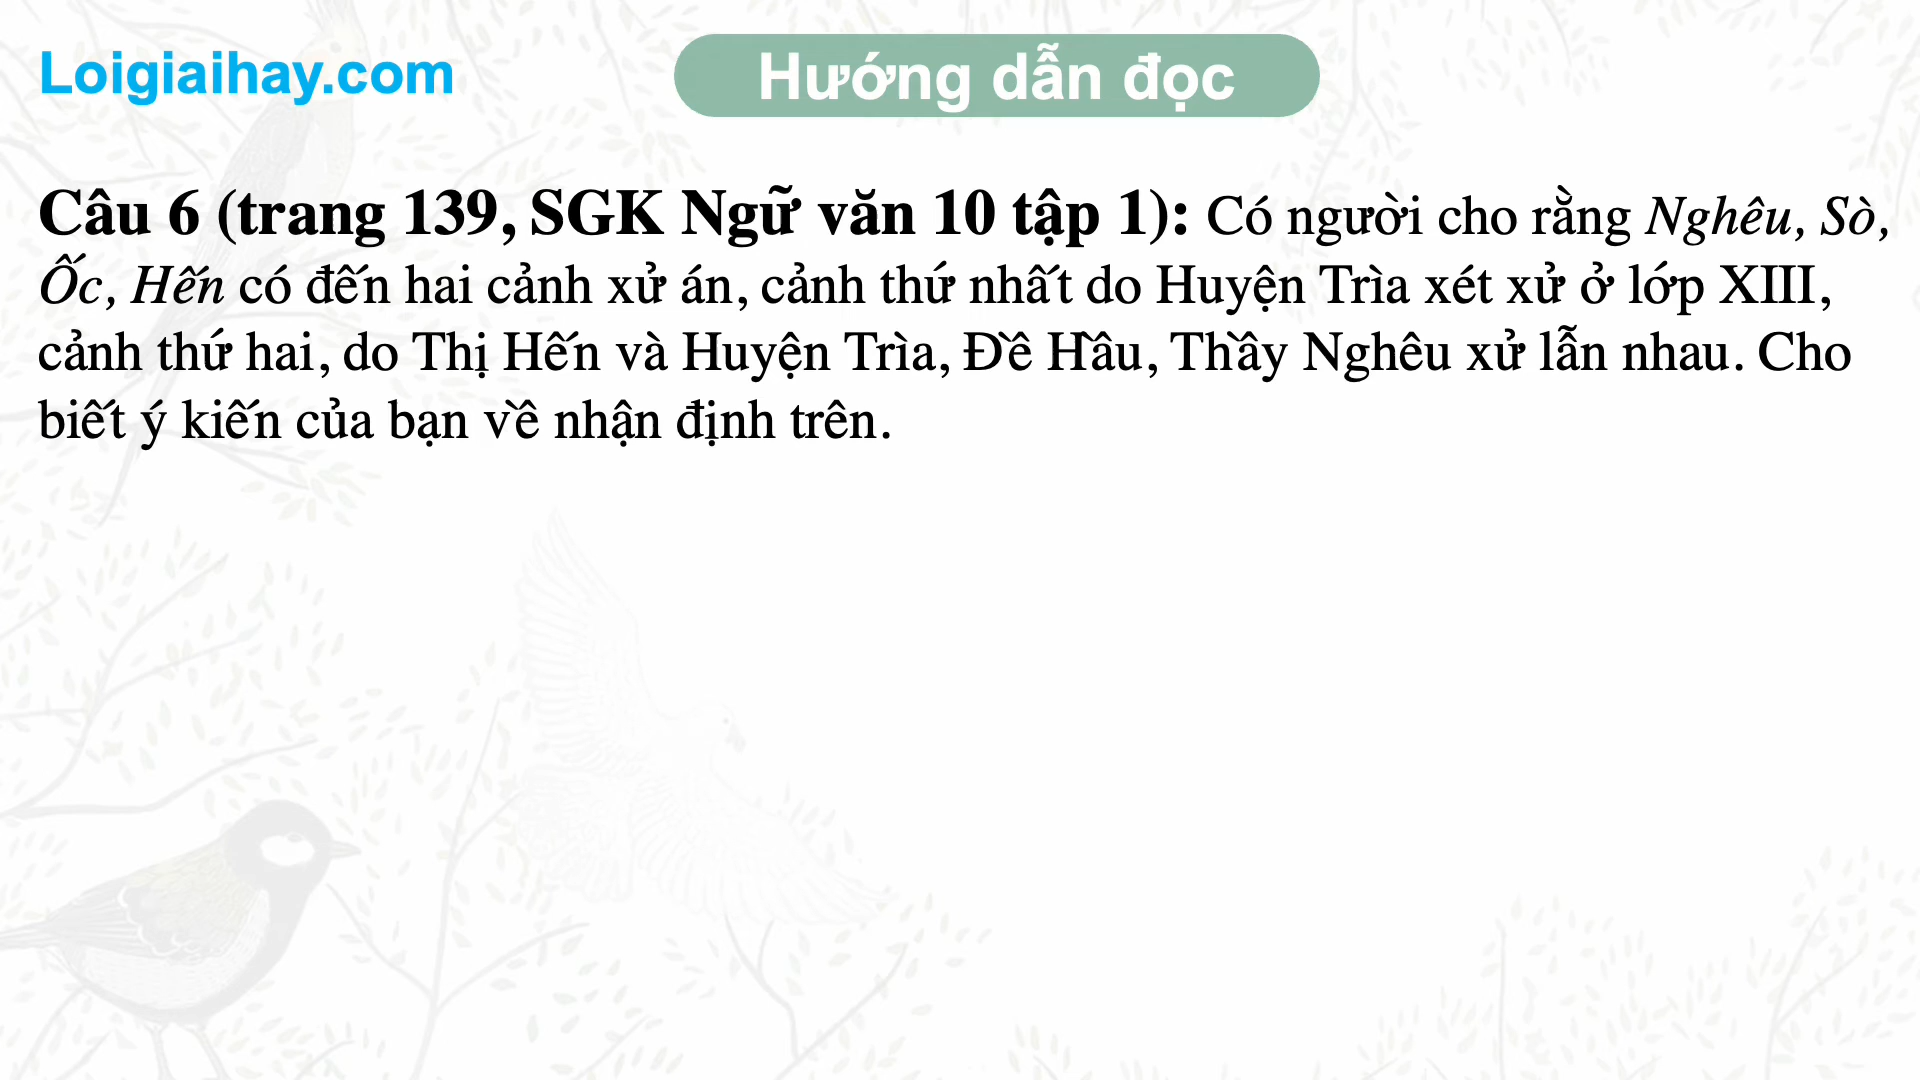 Loigiaihay.com
Hướng dẫn đọc
Câu 6 (trang 139, SGK Ngữ văn 10 tập 1): Có người cho rằng Nghêu, Sò,
Ốc, Hến có đến hai cảnh xử án, cảnh thứ nhất do Huyện Trìa xét xử ở lớp XIII,
cảnh thứ hai, do Thị Hến và Huyện Trìa, Đề Hầu, Thầy Nghêu xử lẫn nhau. Cho
biết ý kiến của bạn về nhận định trên.